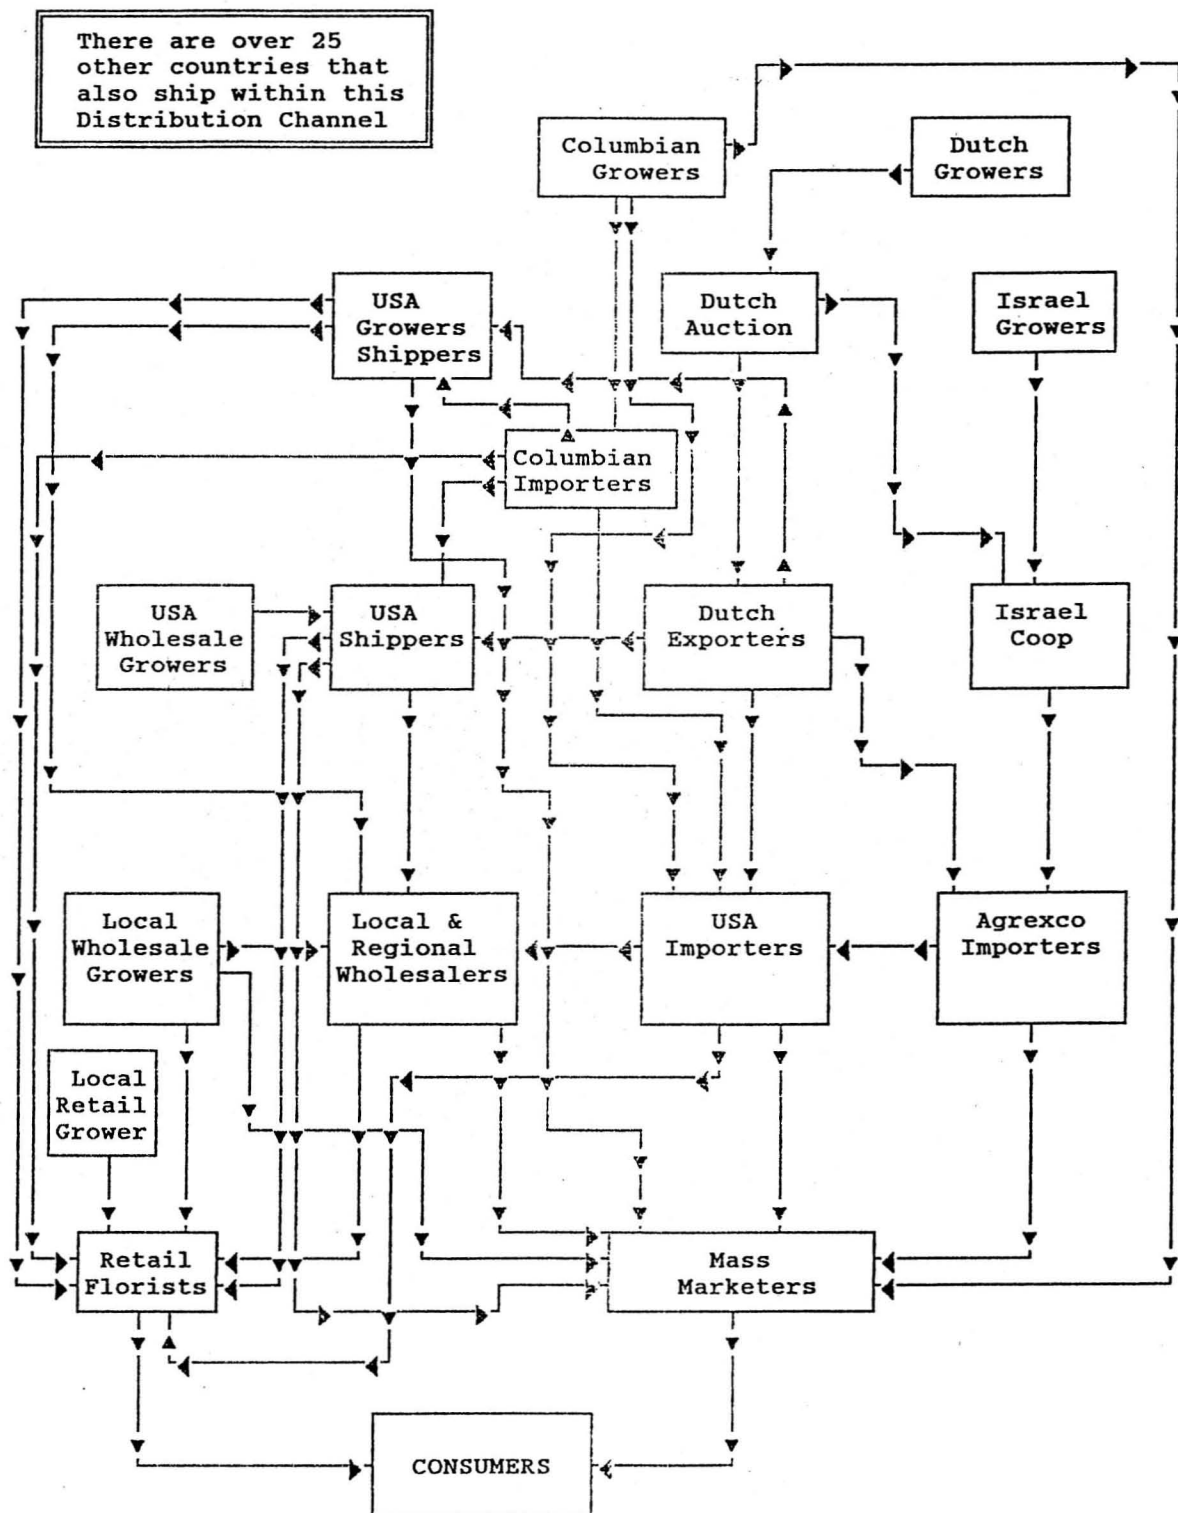 There are over 25
other countries that
also ship within this
Distribution Channel
Columbian
Growers
Dutch
Growers
USA
Growers
Shippers
Dutch
Auction
Israel
Growers
Columbian
Importers
USA
Wholesale
Growers
USA
Shippers
Dutch
Exporters
Israel
Coop
Local
Wholesale
Growers
Local &
Regional
Wholesalers
USA
Importers
Agrexco
Importers
Local
Retail
Grower
Retail
Florists
Mass
Marketers
CONSUMERS